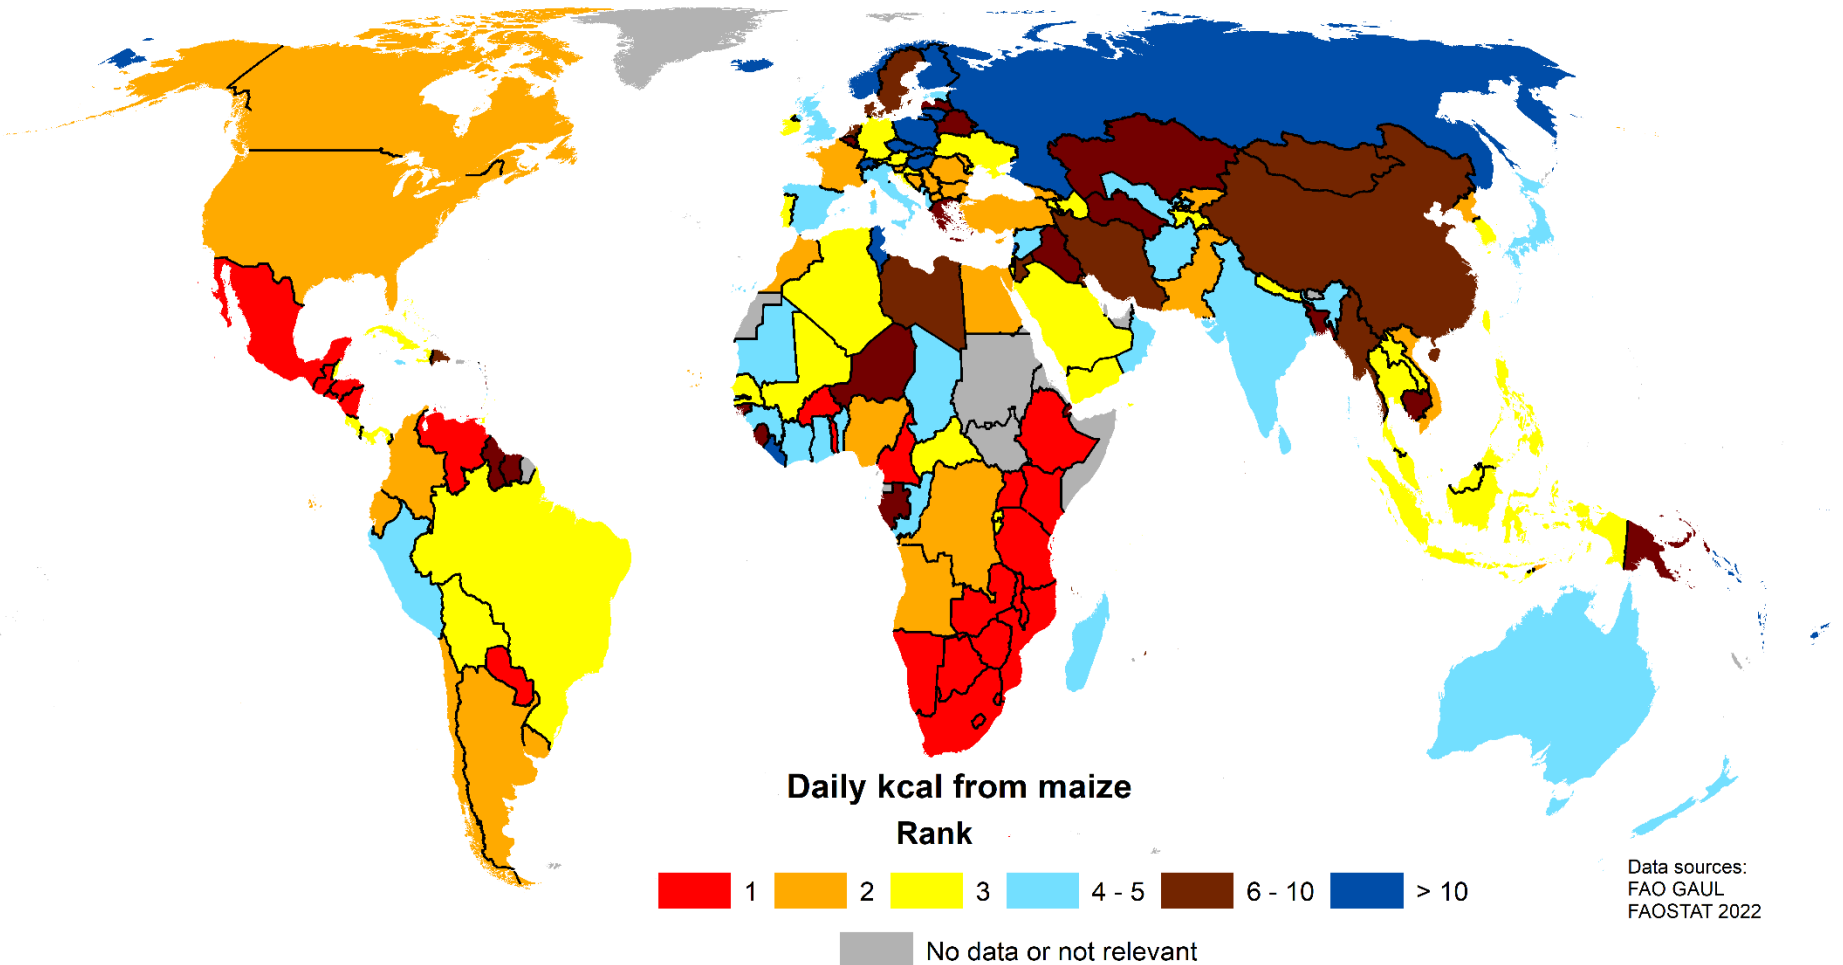 Daily kcal from maize
Rank
1 2 3 4 - 5 6 - 10 > 10
No data or not relevant
Data sources:
FAO GAUL
FAOSTAT 2022